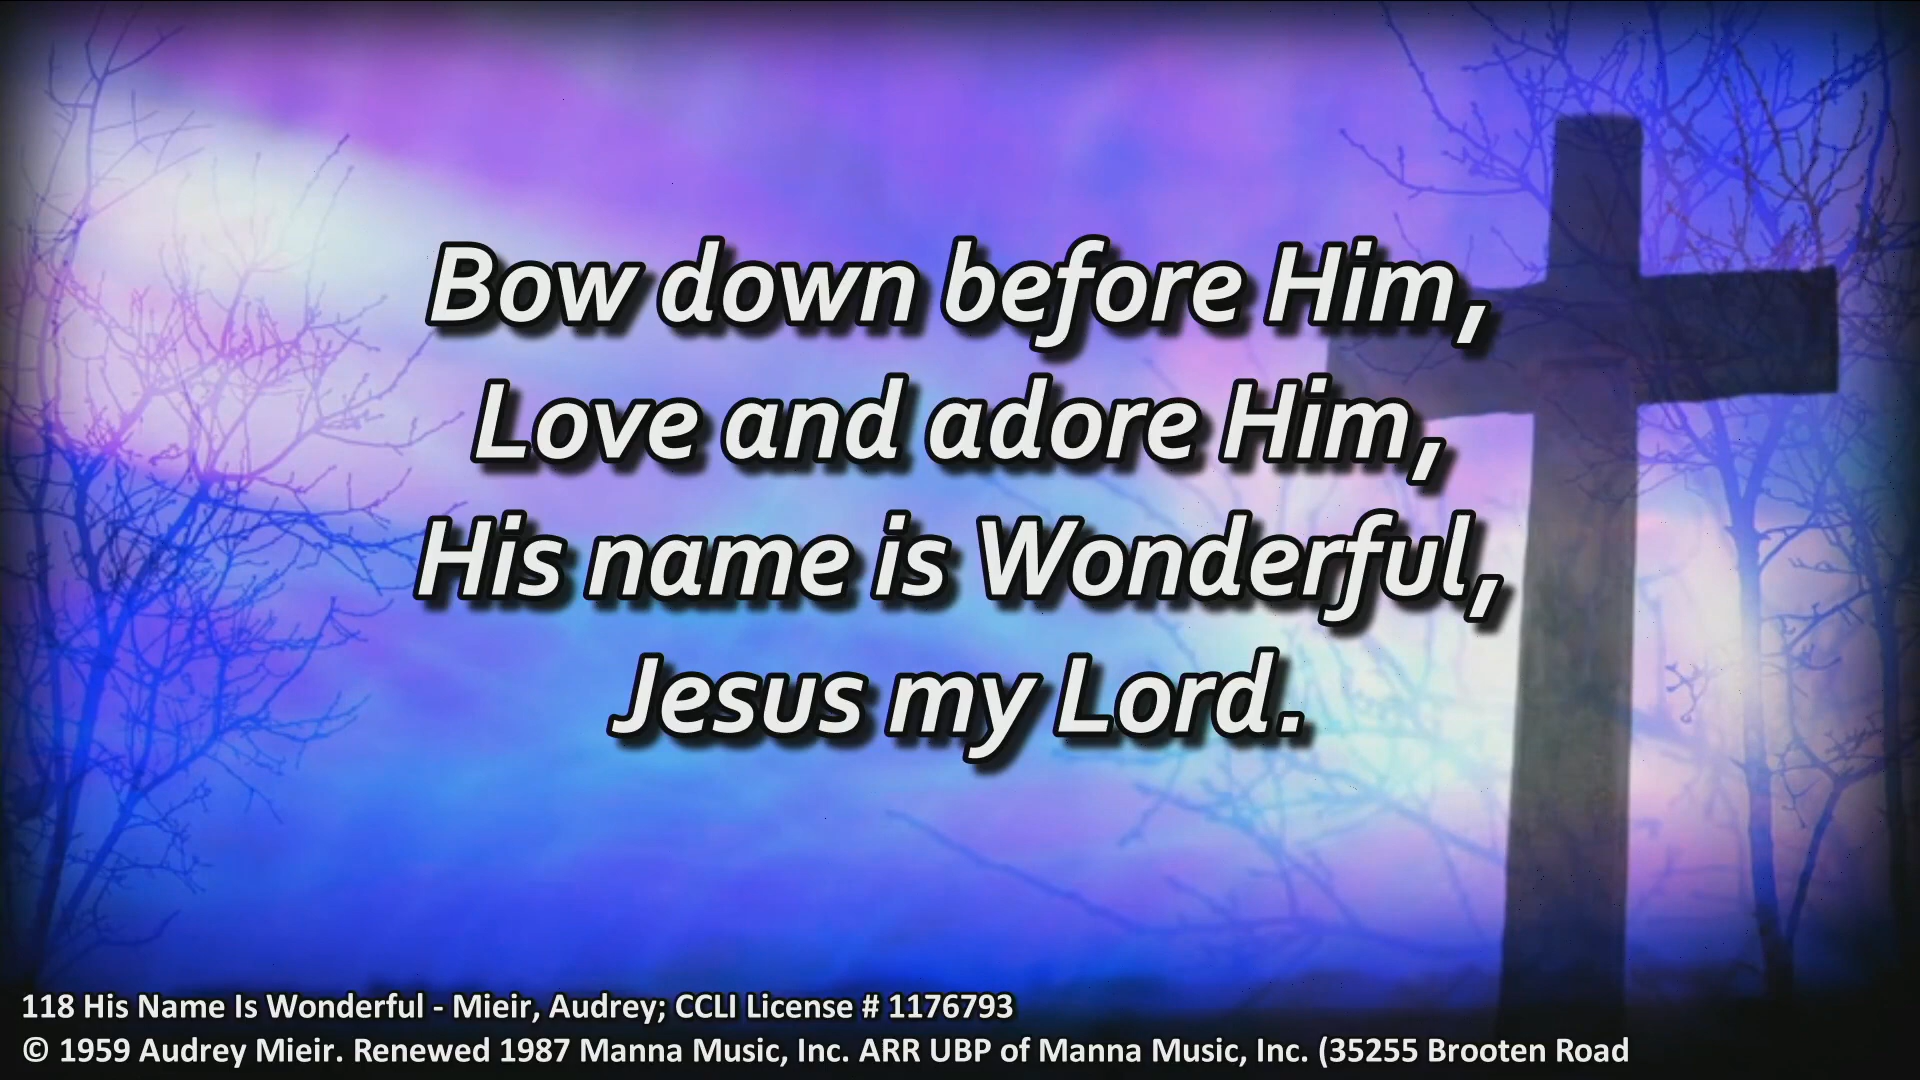 Bow down before Him,
Love and adore Him,
His name is Wonderful,
Jesus my Lord.
118 His Name Is Wonderful - Mieir, Audrey; CCLI License # 1176793
© 1959 Audrey Mieir. Renewed 1987 Manna Music, Inc. ARR UBP of Manna Music, Inc. (35255 Brooten Road